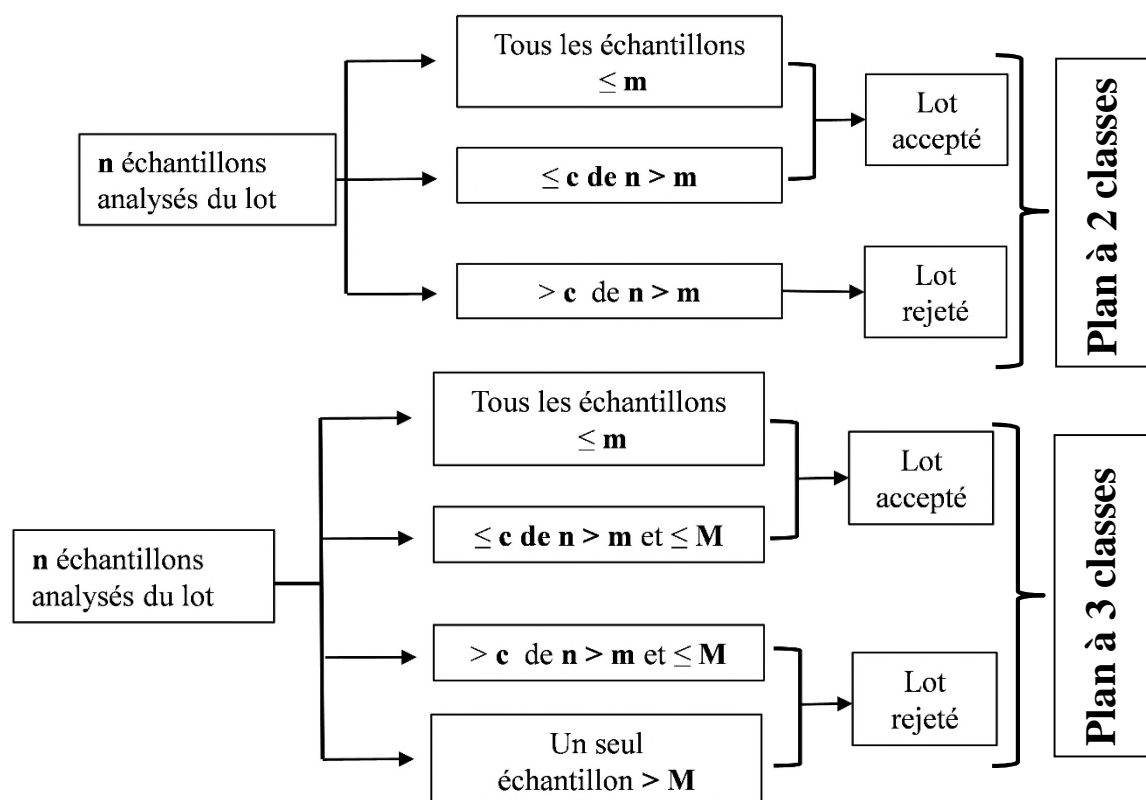 n échantillons
analysés du lot
Tous les échantillons
≤ m
≤ c de n > m
> c de n > m
Lot
accepté
Lot
rejeté
Plan à 2 classes
n échantillons
analysés du lot
Tous les échantillons
≤ m
≤ c de n > m et ≤ M
> c de n > m et ≤ M
Un seul
échantillon > M
Lot
accepté
Lot
rejeté
Plan à 3 classes